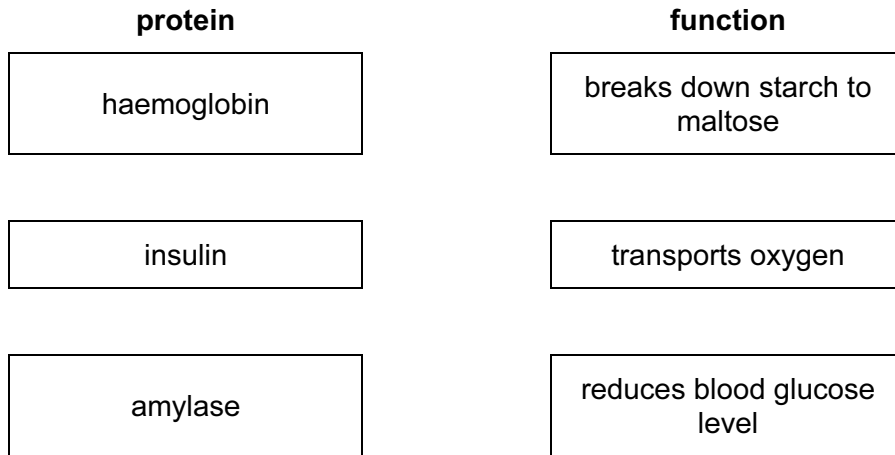 protein
function
haemoglobin
breaks down starch to
maltose
insulin
transports oxygen
amylase
reduces blood glucose
level